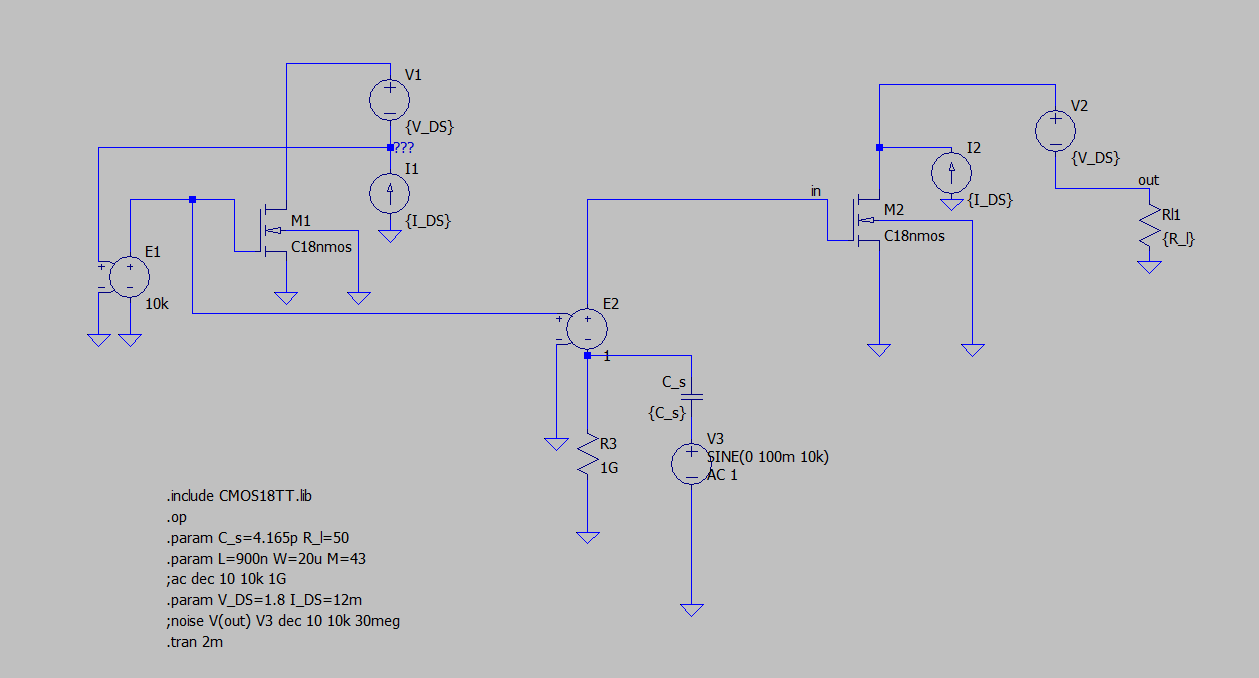 V1
{V_DS}
???
I1
{I_DS}
M1
C18nmos
E1
10k
E2
1
C_s
{C_s}
R3
1G
V3
SINE(0 100m 10k)
AC 1
in
M2
C18nmos
I2
{I_DS}
V2
{V_DS}
out
Rl1
{R_l}
.include CMOS18TT.lib
.op
.param C_s=4.165p R_l=50
.param L=900n W=20u M=43
;ac dec 10 10k 1G
.param V_DS=1.8 I_DS=12m
;noise V(out) V3 dec 10 10k 30meg
.tran 2m